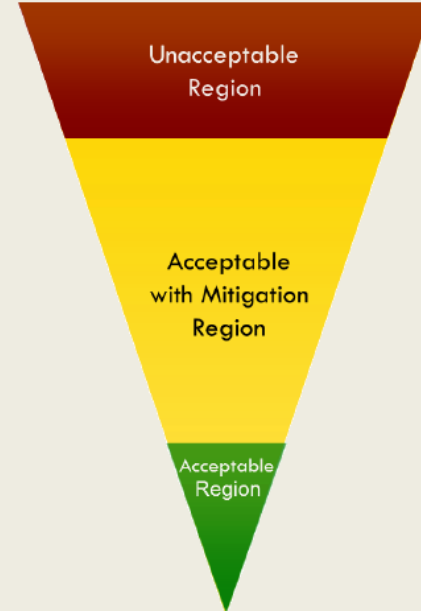 Unacceptable
Region
Acceptable
with Mitigation
Region
Acceptable
Region